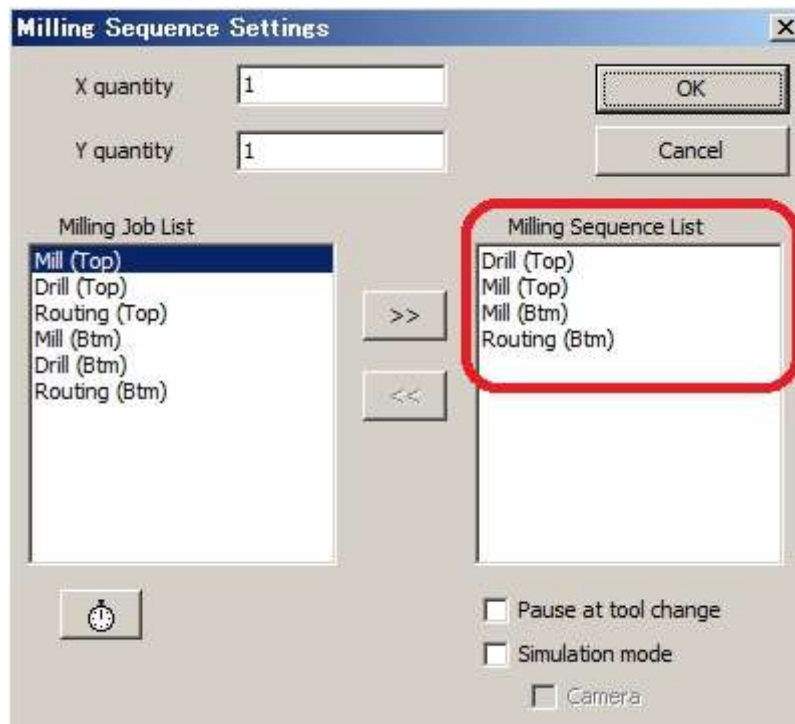 Milling Sequence Settings
X quantity 1 OK
Y quantity 1 Cancel
Milling Job List
Mill (Top)
Drill (Top)
Routing (Top)
Mill (Btm)
Drill (Btm)
Routing (Btm)
>>
<<
Milling Sequence List
Drill (Top)
Mill (Top)
Mill (Btm)
Routing (Btm)
Pause at tool change
Simulation mode
Camera